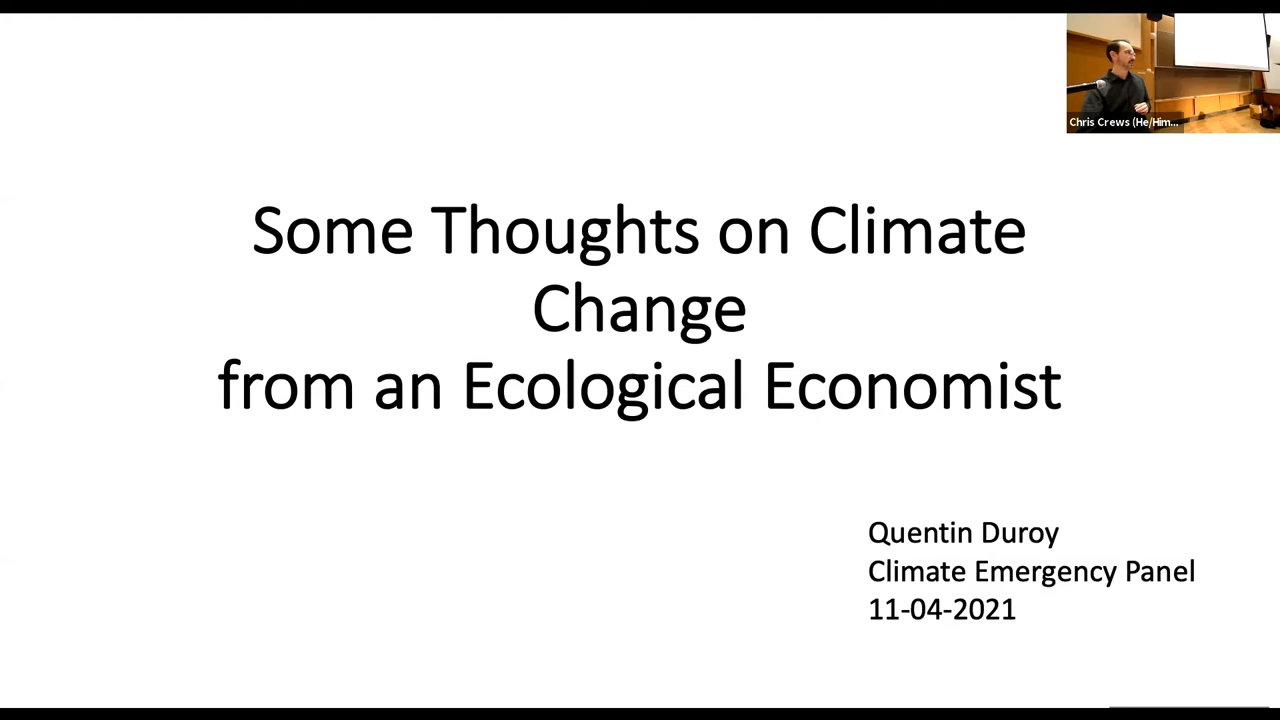 Chris Crews (He/Him...
Some Thoughts on Climate
Change
from an Ecological Economist
Quentin Duroy
Climate Emergency Panel
11-04-2021